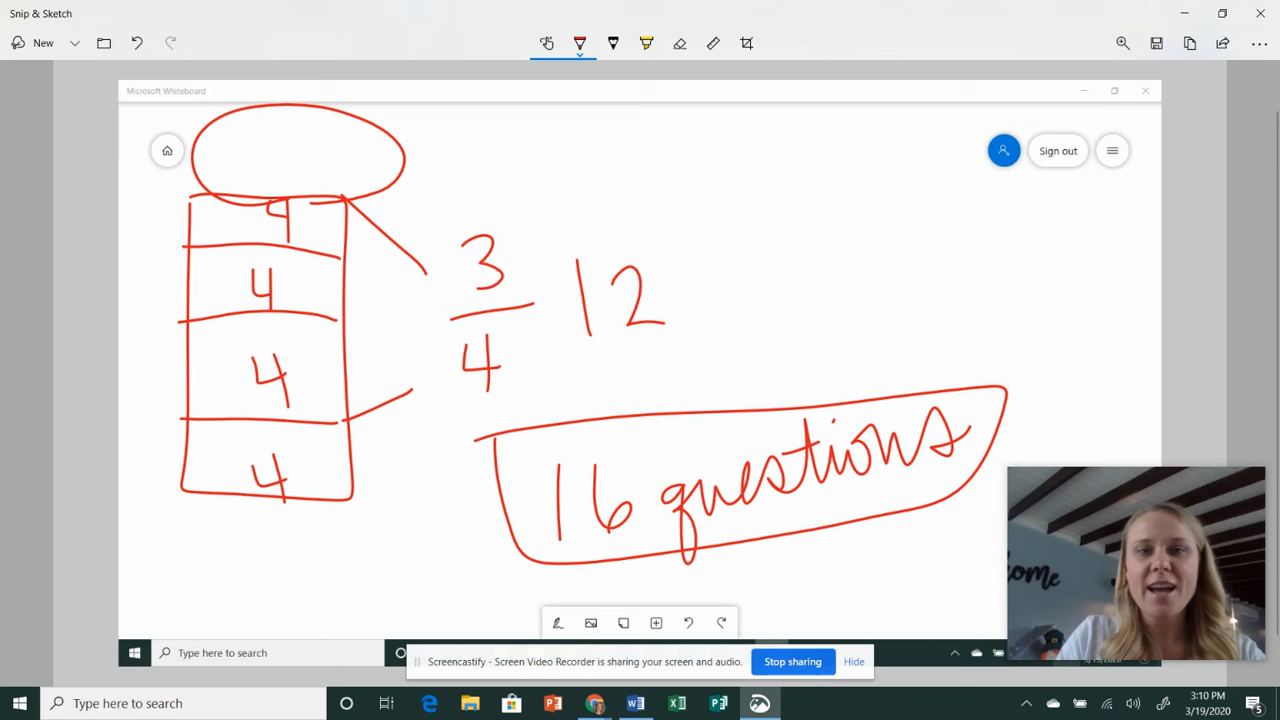 Snip & Sketch
New
Microsoft Whiteboard
Sign out
4
4
4
4
3
4
12
16 questions
home
Type here to search
Screencastify - Screen Video Recorder is sharing your screen and audio.
Stop sharing
Hide
Type here to search
3:10 PM
3/19/2020
5